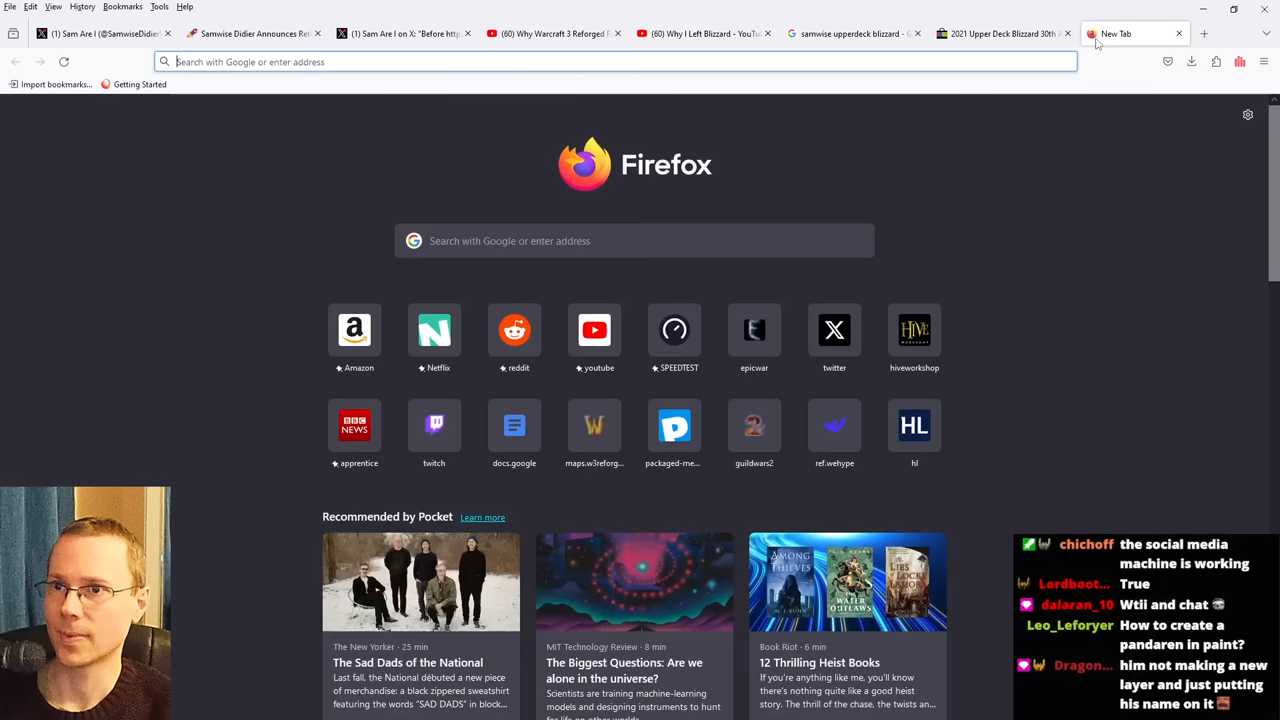 File Edit View History Bookmarks Tools Help
(1) Sam Are I (@SamwiseDidier)
Samwise Didier Announces Ret
(1) Sam Are I on X: "Before http
(60) Why Warcraft 3 Reforged F
(60) Why I Left Blizzard - YouTu
samwise upperdeck blizzard - G
2021 Upper Deck Blizzard 30th A
New Tab
Search with Google or enter address
Import bookmarks... Getting Started
Firefox
Search with Google or enter address
Amazon Netflix reddit youtube SPEEDTEST epicwar twitter hiveworkshop
apprentice twitch docs.google maps.w3reforg... packaged-me... guildwars2 ref.wehype hl
Recommended by Pocket Learn more
The New Yorker · 25 min
The Sad Dads of the National
Last fall, the National débuted a new piece
of merchandise: a black zippered sweatshirt
featuring the words "SAD DADS" in block...
MIT Technology Review · 8 min
The Biggest Questions: Are we
alone in the universe?
Scientists are training machine-learning
models and designing instruments to hunt
for life on other worlds.
Book Riot · 6 min
12 Thrilling Heist Books
If you're anything like me, you'll know
there's nothing quite like a good heist
story. The thrill of the chase, the twists an...
chichoff the social media
machine is working
Lordboot... True
dalaran_10 Wtii and chat
Leo_Leforyer How to create a
pandaren in paint?
Dragon... him not making a new
layer and just putting
his name on it